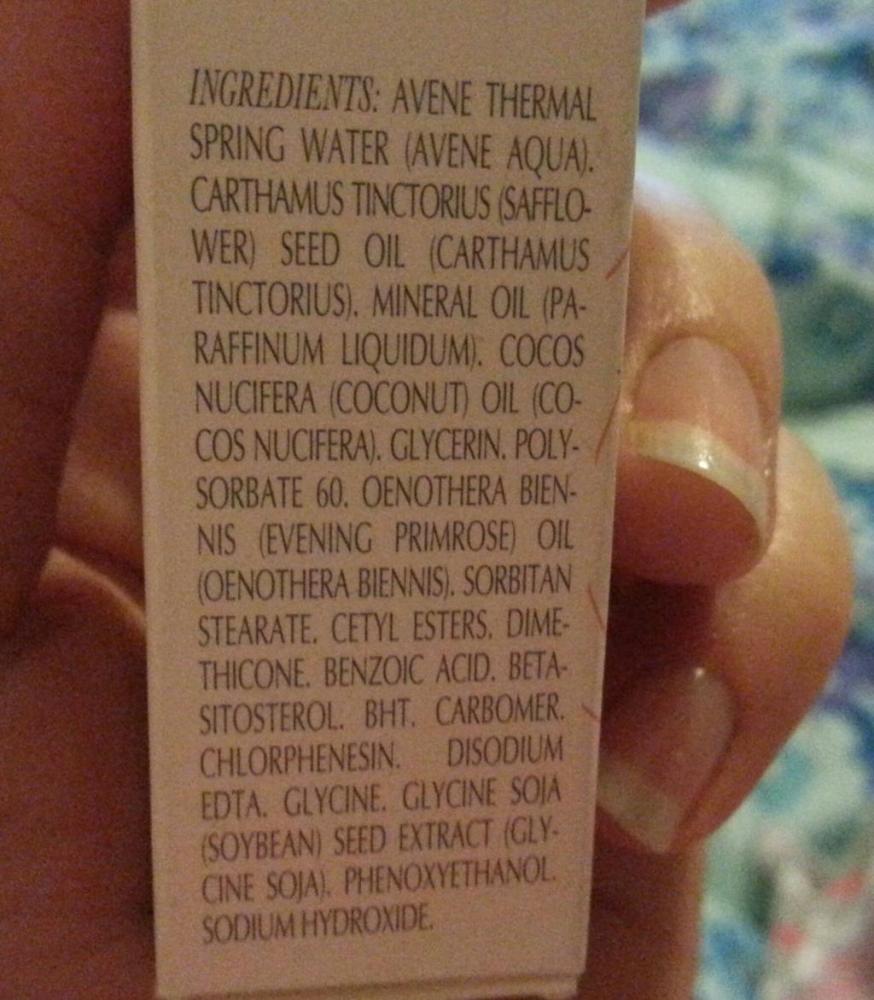 INGREDIENTS: AVENE THERMAL
SPRING WATER (AVENE AQUA).
CARTHAMUS TINCTORIUS (SAFFLO-
WER) SEED OIL (CARTHAMUS
TINCTORIUS). MINERAL OIL (PA-
RAFFINUM LIQUIDUM). COCOS
NUCIFERA (COCONUT) OIL (CO-
COS NUCIFERA). GLYCERIN. POLY-
SORBATE 60. OENOTHERA BIEN-
NIS (EVENING PRIMROSE) OIL
(OENOTHERA BIENNIS). SORBITAN
STEARATE. CETYL ESTERS. DIME-
THICONE. BENZOIC ACID. BETA-
SITOSTEROL. BHT. CARBOMER.
CHLORPHENESIN. DISODIUM
EDTA. GLYCINE. GLYCINE SOJA
(SOYBEAN) SEED EXTRACT (GLY-
CINE SOJA). PHENOXYETHANOL.
SODIUM HYDROXIDE.